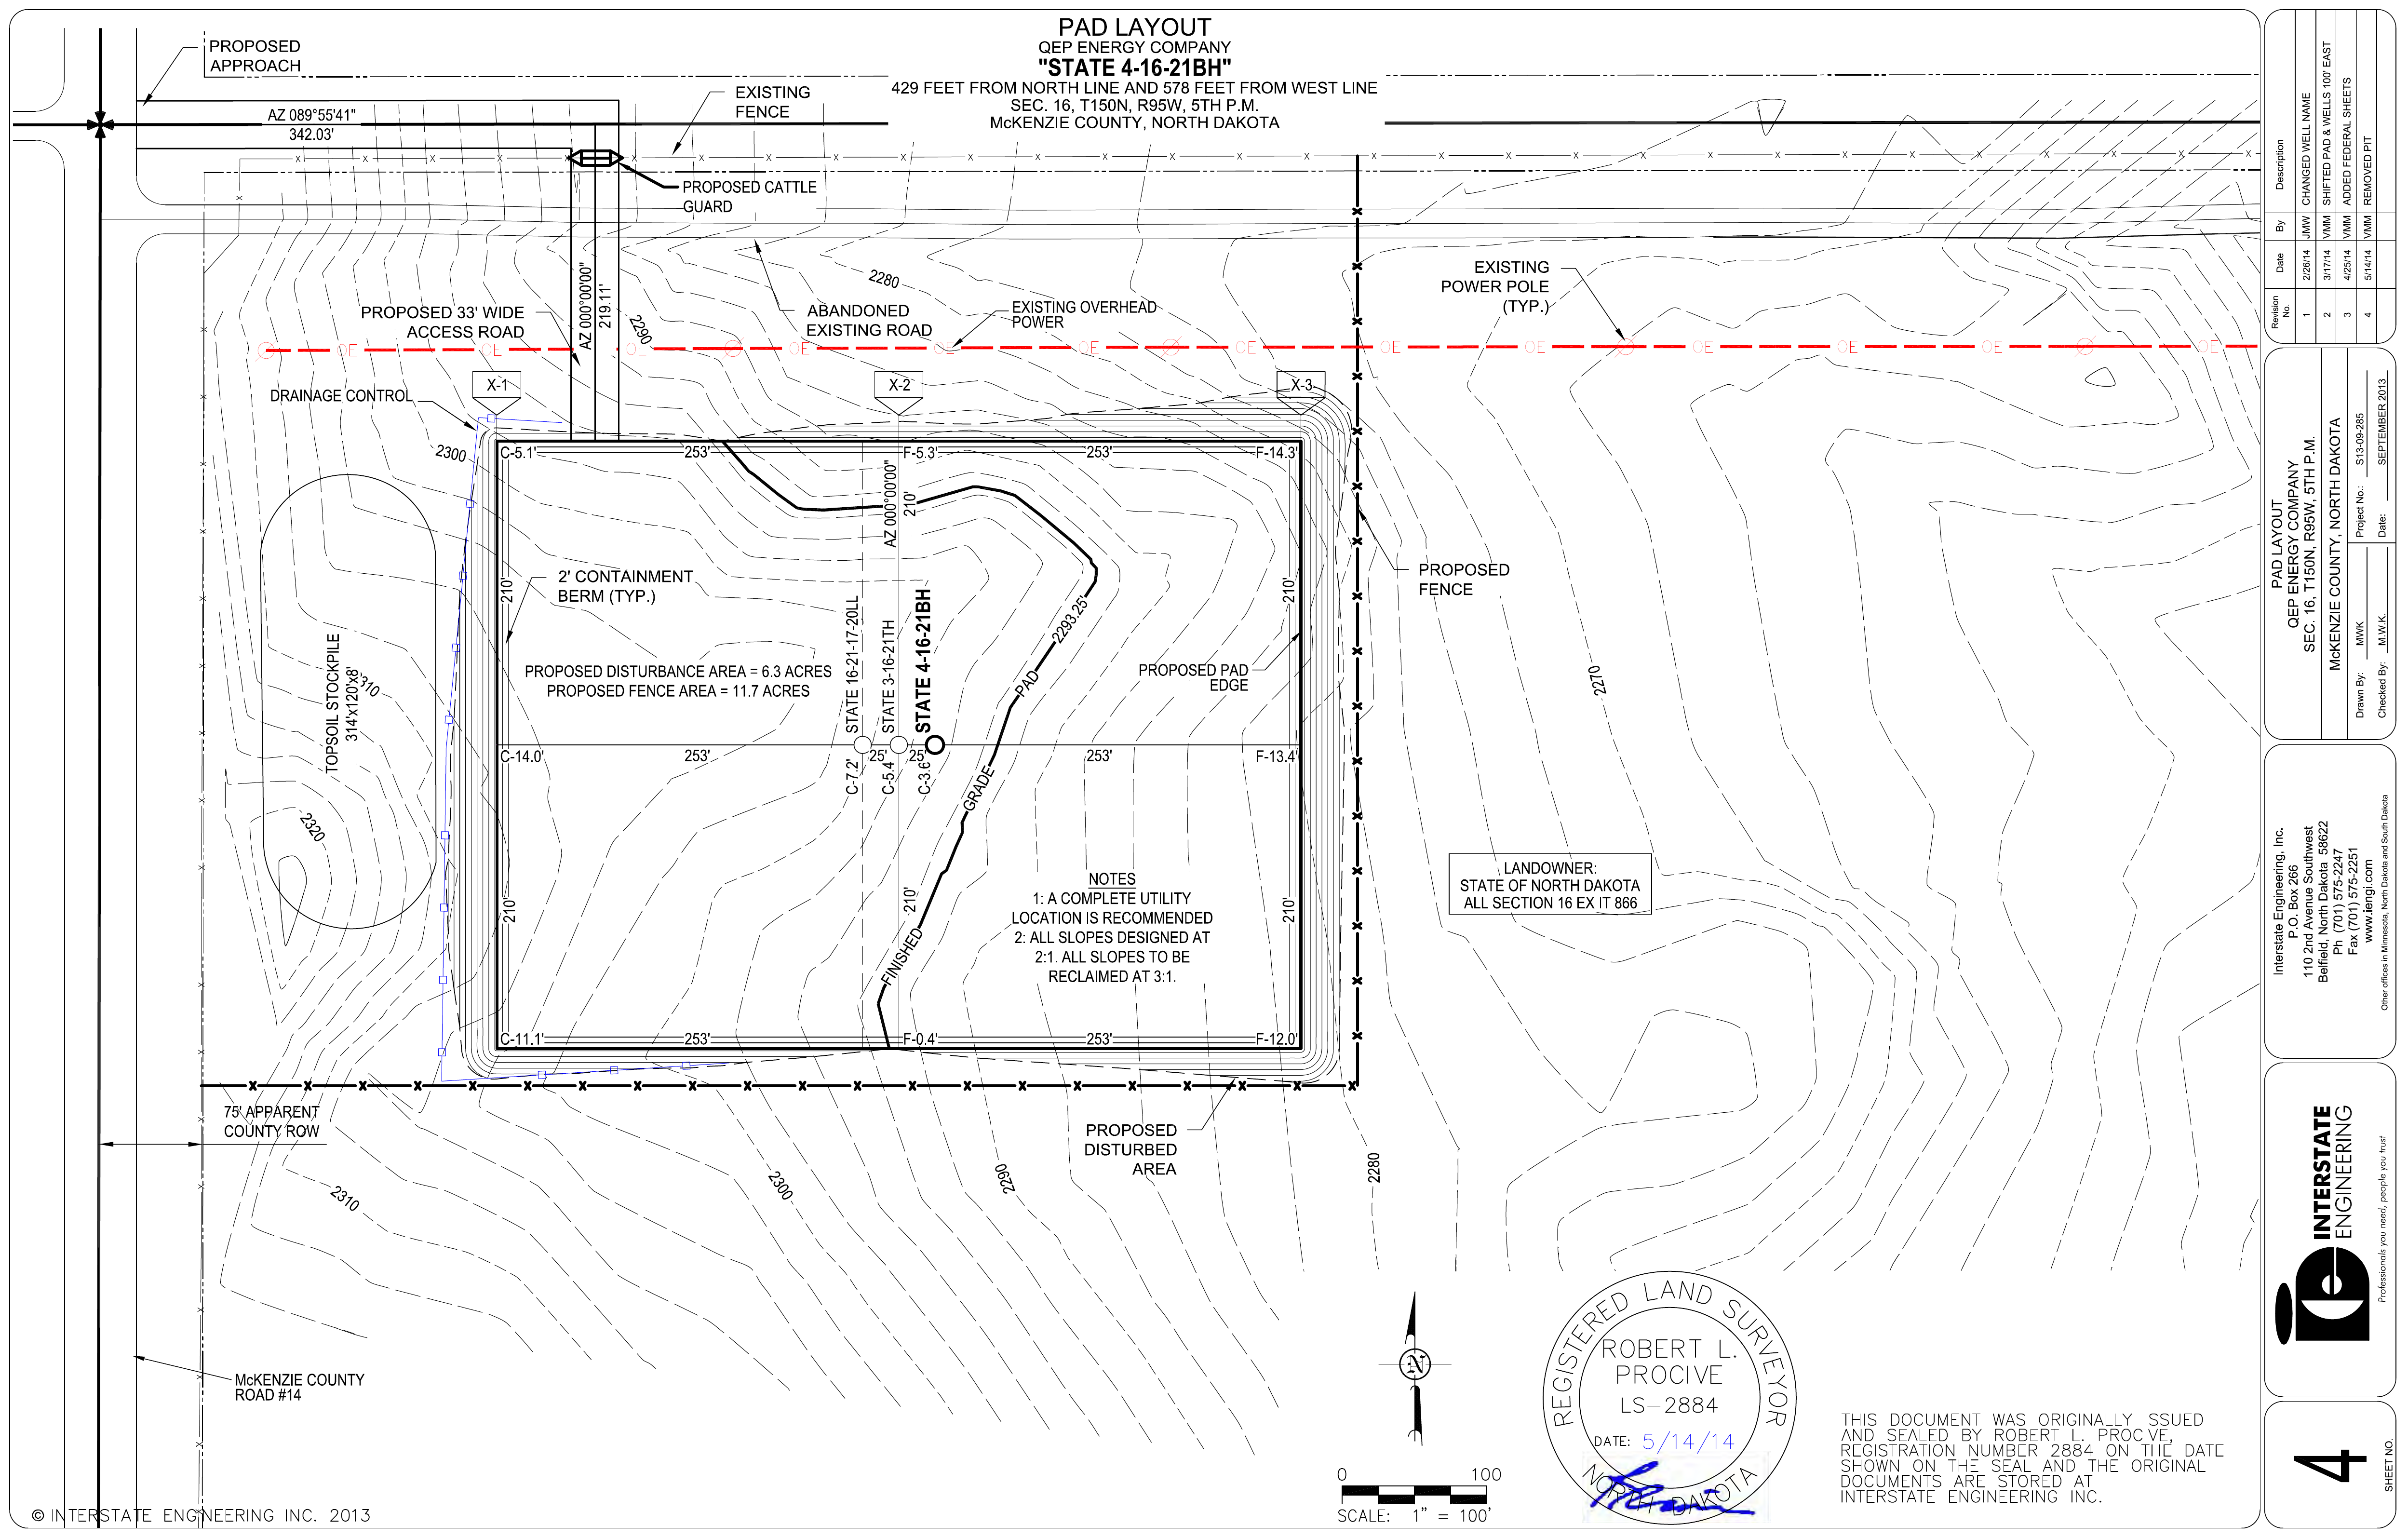 PAD LAYOUT
QEP ENERGY COMPANY
"STATE 4-16-21BH"
429 FEET FROM NORTH LINE AND 578 FEET FROM WEST LINE
SEC. 16, T150N, R95W, 5TH P.M.
McKENZIE COUNTY, NORTH DAKOTA
PROPOSED
APPROACH
AZ 089°55'41"
342.03'
EXISTING
FENCE
PROPOSED CATTLE
GUARD
AZ 000°00'00"
219.11'
2280
2290
PROPOSED 33' WIDE
ACCESS ROAD
ABANDONED
EXISTING ROAD
EXISTING OVERHEAD
POWER
EXISTING
POWER POLE
(TYP.)
OE OE OE OE OE OE OE OE OE OE OE OE OE OE
DRAINAGE CONTROL
X-1
X-2
X-3
2300
C-5.1'
253'
F-5.3'
253'
F-14.3'
AZ 000°00'00"
210'
2' CONTAINMENT
BERM (TYP.)
210'
210'
PROPOSED
FENCE
TOPSOIL STOCKPILE
314'x120'x8'
2310
2320
PROPOSED DISTURBANCE AREA = 6.3 ACRES
PROPOSED FENCE AREA = 11.7 ACRES
STATE 16-21-17-20LL
STATE 3-16-21TH
STATE 4-16-21BH
FINISHED GRADE PAD 2293.25'
PROPOSED PAD
EDGE
2270
C-14.0'
253'
C-7.2'
25'
C-5.4'
25'
C-3.6'
253'
F-13.4'
210'
210'
210'
NOTES
1: A COMPLETE UTILITY
LOCATION IS RECOMMENDED
2: ALL SLOPES DESIGNED AT
2:1. ALL SLOPES TO BE
RECLAIMED AT 3:1.
LANDOWNER:
STATE OF NORTH DAKOTA
ALL SECTION 16 EX IT 866
C-11.1'
253'
F-0.4'
253'
F-12.0'
75' APPARENT
COUNTY ROW
PROPOSED
DISTURBED
AREA
2310
2300
2290
2280
McKENZIE COUNTY
ROAD #14
N
0 100
SCALE: 1" = 100'
REGISTERED LAND SURVEYOR
ROBERT L.
PROCIVE
LS-2884
DATE: 5/14/14
NORTH DAKOTA
THIS DOCUMENT WAS ORIGINALLY ISSUED
AND SEALED BY ROBERT L. PROCIVE,
REGISTRATION NUMBER 2884 ON THE DATE
SHOWN ON THE SEAL AND THE ORIGINAL
DOCUMENTS ARE STORED AT
INTERSTATE ENGINEERING INC.
© INTERSTATE ENGINEERING INC. 2013
Revision No. Date By Description
1 2/26/14 JMW CHANGED WELL NAME
2 3/17/14 VMM SHIFTED PAD & WELLS 100' EAST
3 4/25/14 VMM ADDED FEDERAL SHEETS
4 5/14/14 VMM REMOVED PIT
PAD LAYOUT
QEP ENERGY COMPANY
SEC. 16, T150N, R95W, 5TH P.M.
McKENZIE COUNTY, NORTH DAKOTA
Drawn By: MWK Project No.: S13-09-285
Checked By: M.W.K. Date: SEPTEMBER 2013
Interstate Engineering, Inc.
P.O. Box 266
110 2nd Avenue Southwest
Belfield, North Dakota 58622
Ph (701) 575-2247
Fax (701) 575-2251
www.iengi.com
Other offices in Minnesota, North Dakota and South Dakota
INTERSTATE
ENGINEERING
Professionals you need, people you trust
4
SHEET NO.